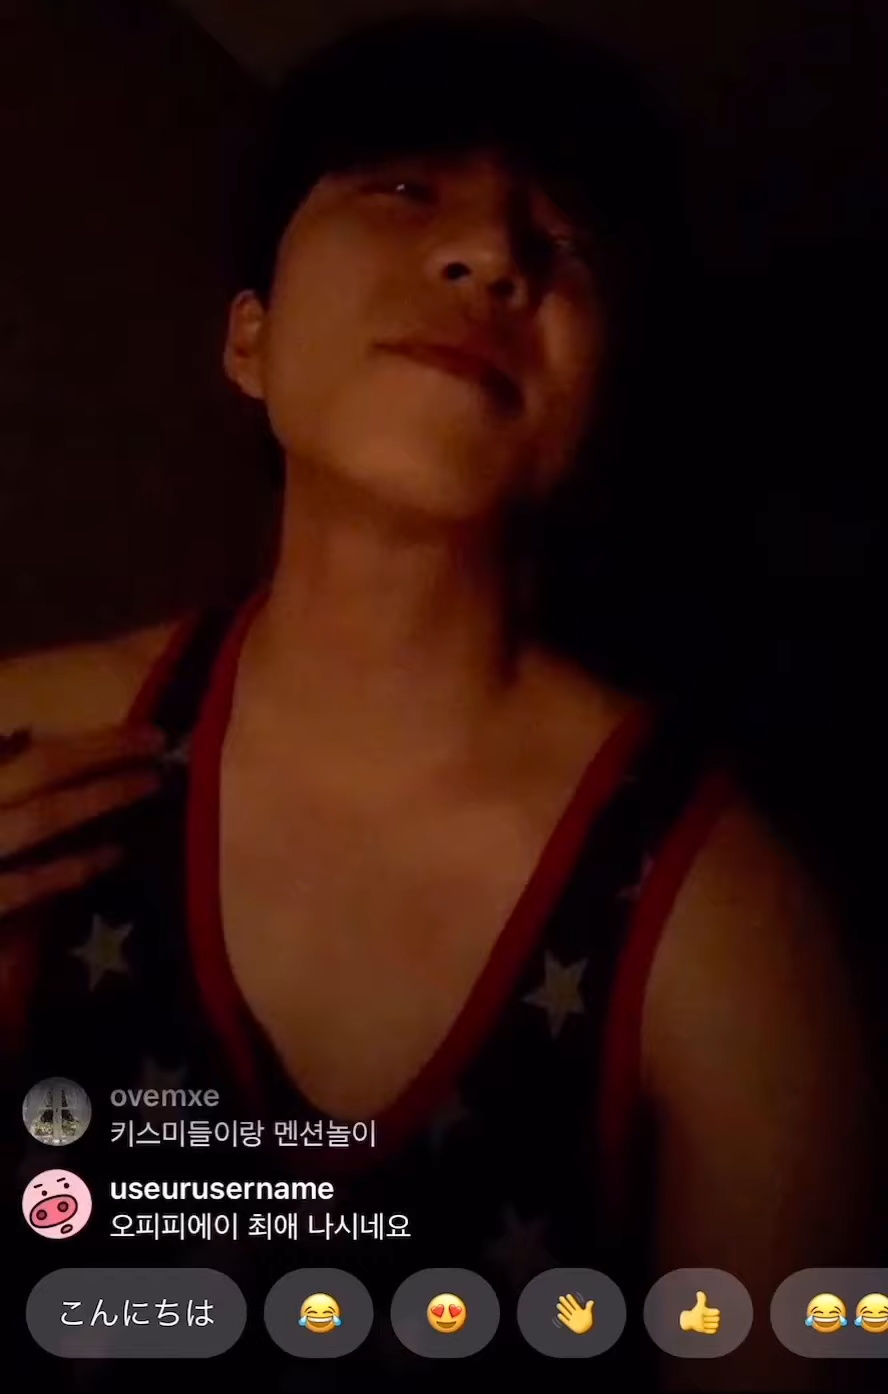 ovemxe
키스미들이랑 멘션놀이
useurusername
오피피에이 최애 나시네요
こんにちは